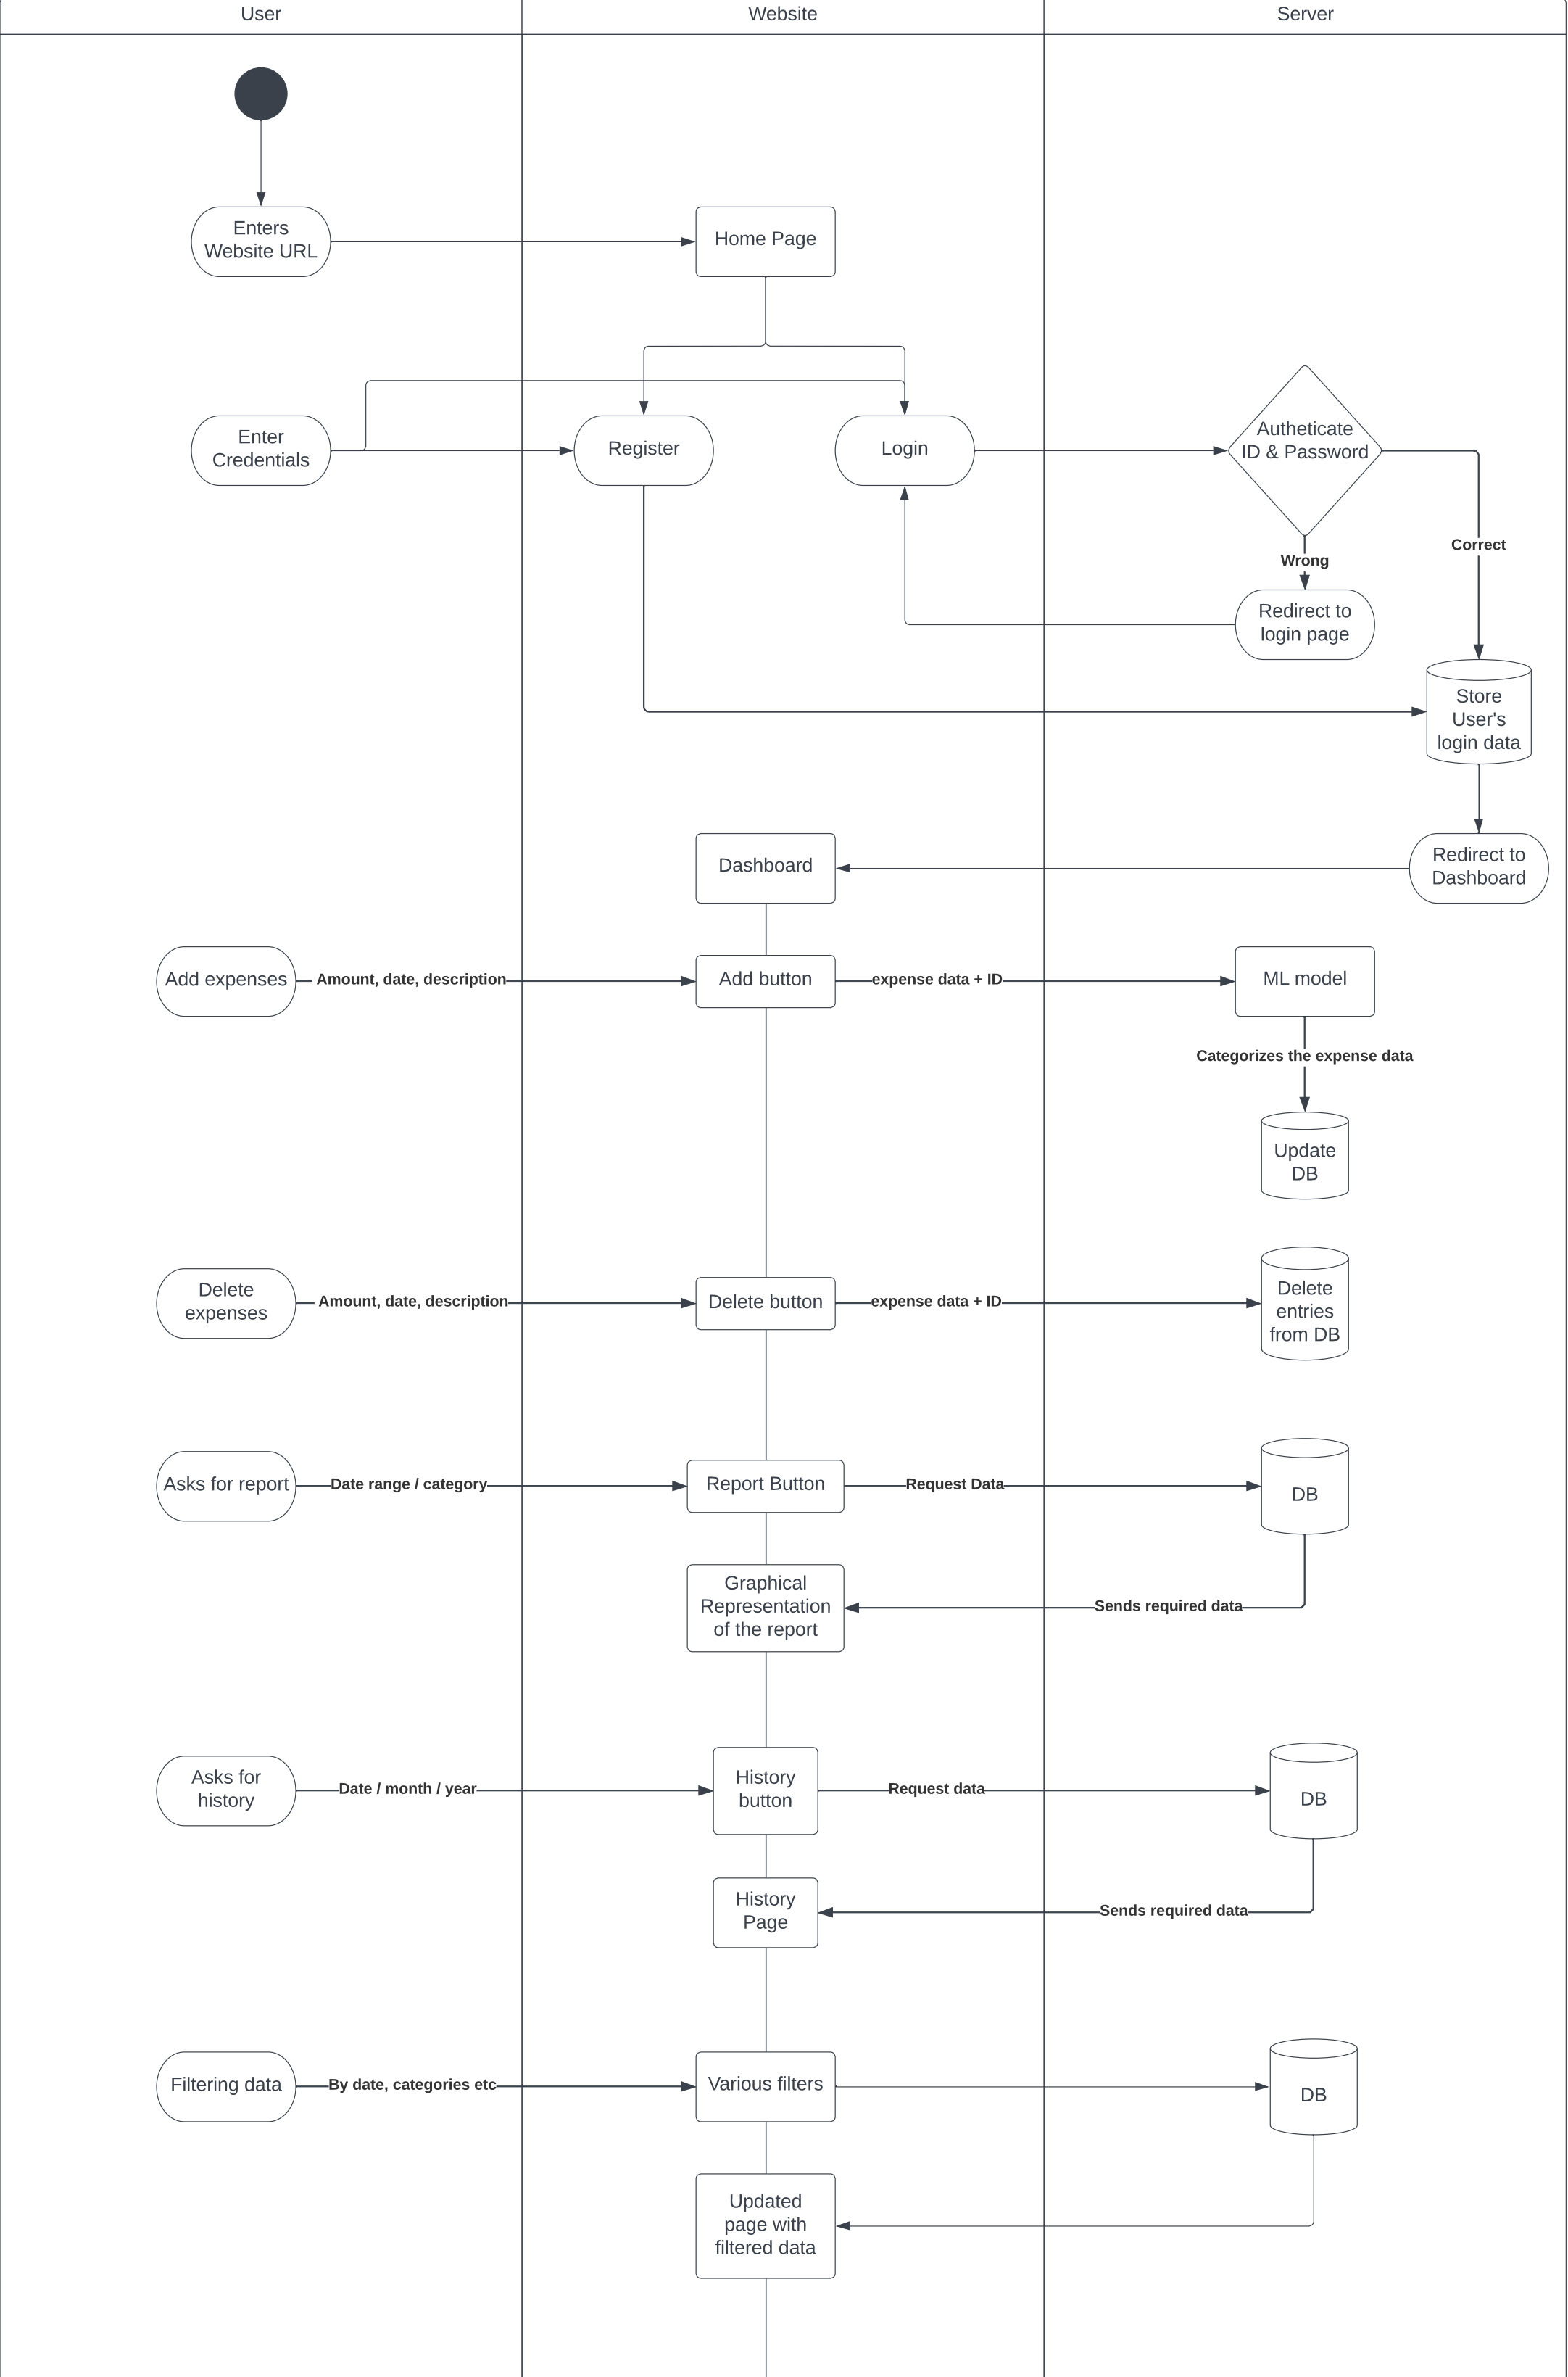 User
Website
Server
Enters
Website URL
Home Page
Enter
Credentials
Register
Login
Autheticate
ID & Password
Wrong
Correct
Redirect to
login page
Store
User's
login data
Dashboard
Redirect to
Dashboard
Add expenses
Amount, date, description
Add button
expense data + ID
ML model
Categorizes the expense data
Update
DB
Delete
expenses
Amount, date, description
Delete button
expense data + ID
Delete
entries
from DB
Asks for report
Date range / category
Report Button
Request Data
DB
Graphical
Representation
of the report
Sends required data
Asks for
history
Date / month / year
History
button
Request data
DB
History
Page
Sends required data
Filtering data
By date, categories etc
Various filters
DB
Updated
page with
filtered data